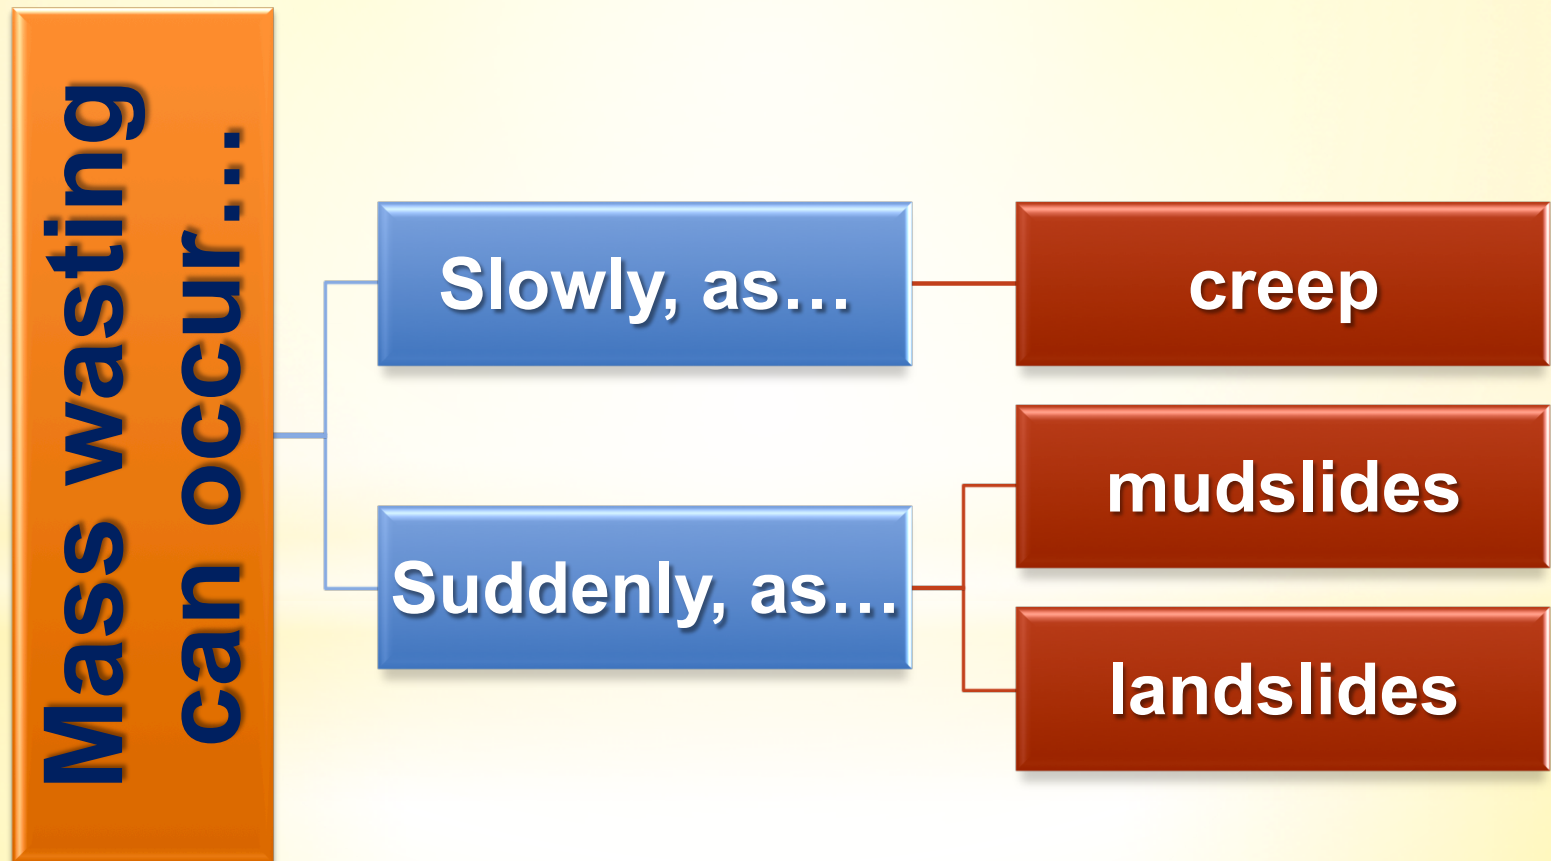 Mass wasting
can occur…
Slowly, as…
creep
Suddenly, as…
mudslides
landslides